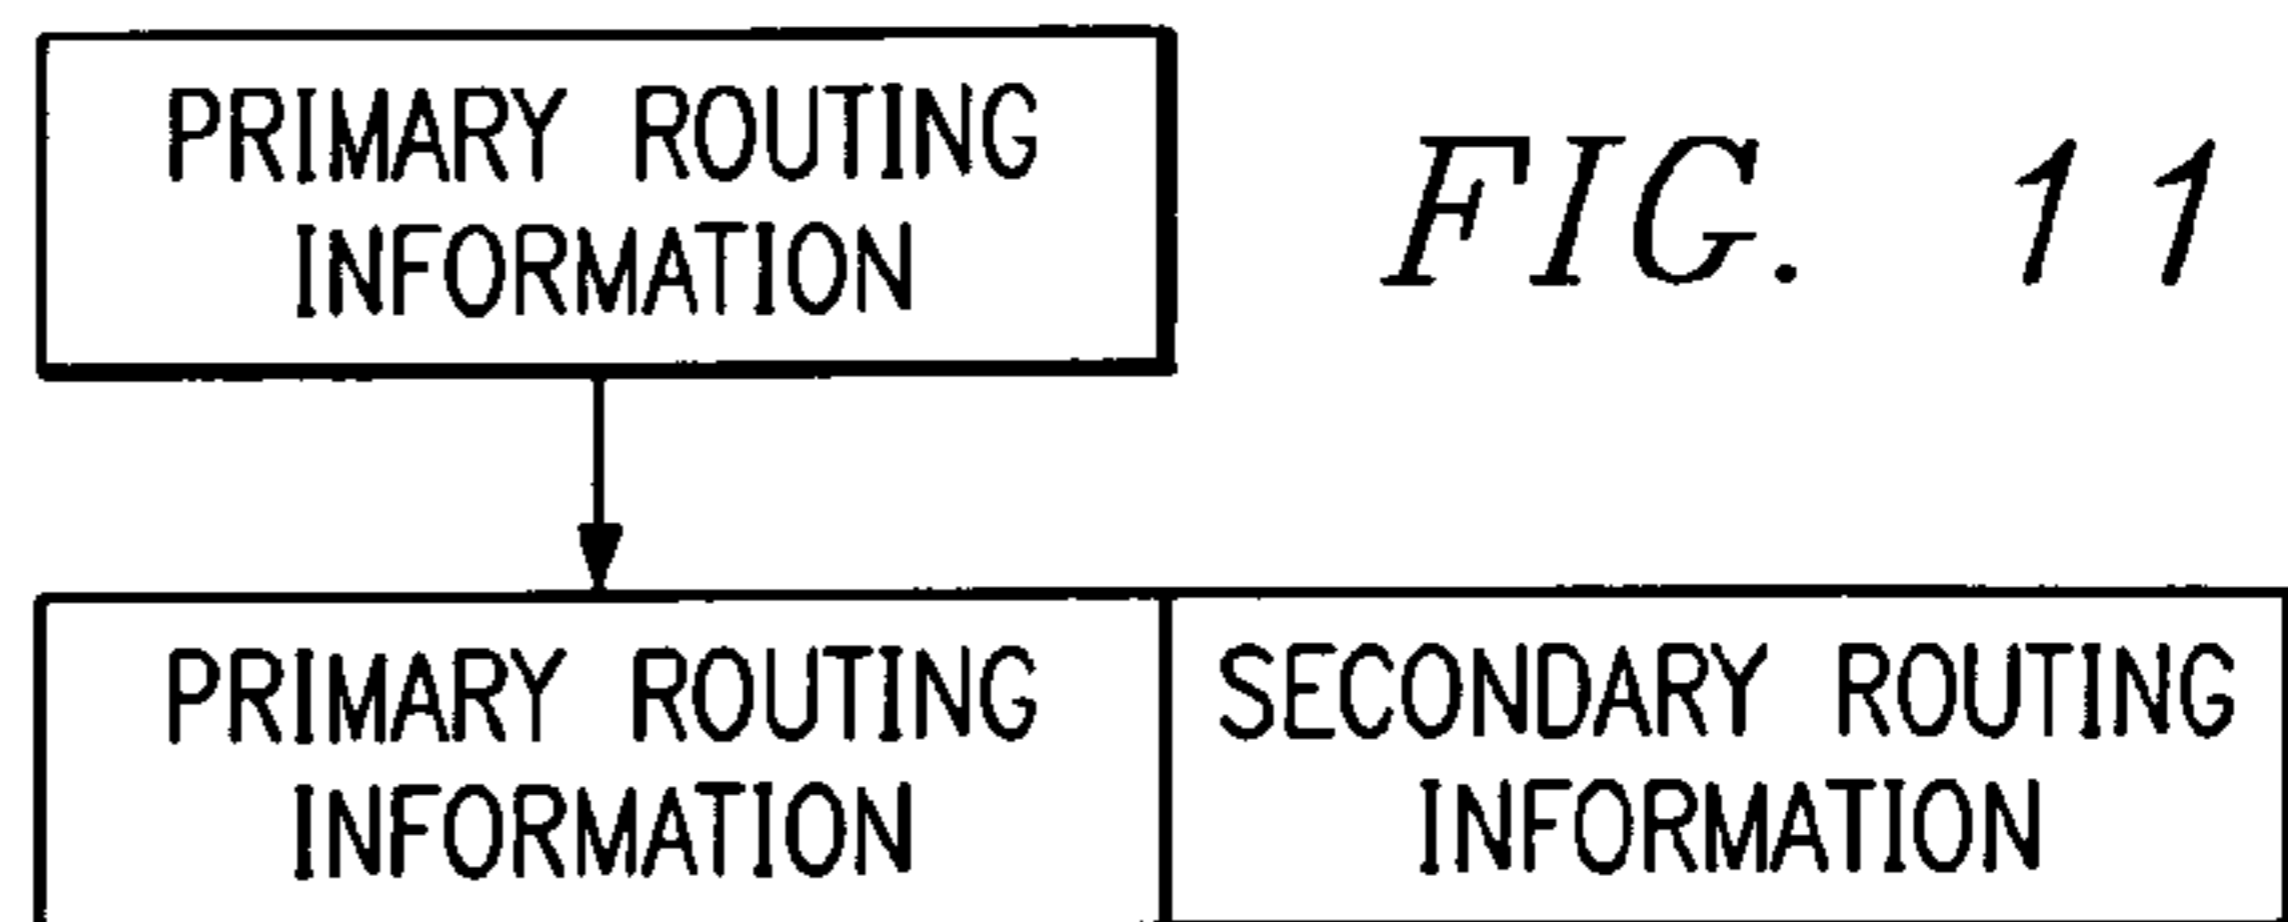 PRIMARY ROUTING
INFORMATION
FIG. 11
PRIMARY ROUTING
INFORMATION
SECONDARY ROUTING
INFORMATION